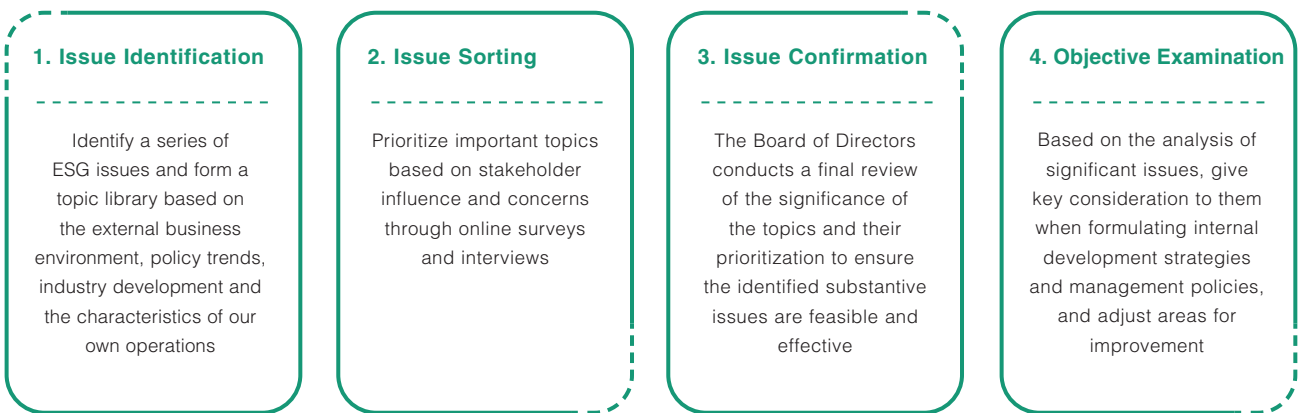 1. Issue Identification
Identify a series of
ESG issues and form a
topic library based on
the external business
environment, policy trends,
industry development and
the characteristics of our
own operations
2. Issue Sorting
Prioritize important topics
based on stakeholder
influence and concerns
through online surveys
and interviews
3. Issue Confirmation
The Board of Directors
conducts a final review
of the significance of
the topics and their
prioritization to ensure
the identified substantive
issues are feasible and
effective
4. Objective Examination
Based on the analysis of
significant issues, give
key consideration to them
when formulating internal
development strategies
and management policies,
and adjust areas for
improvement